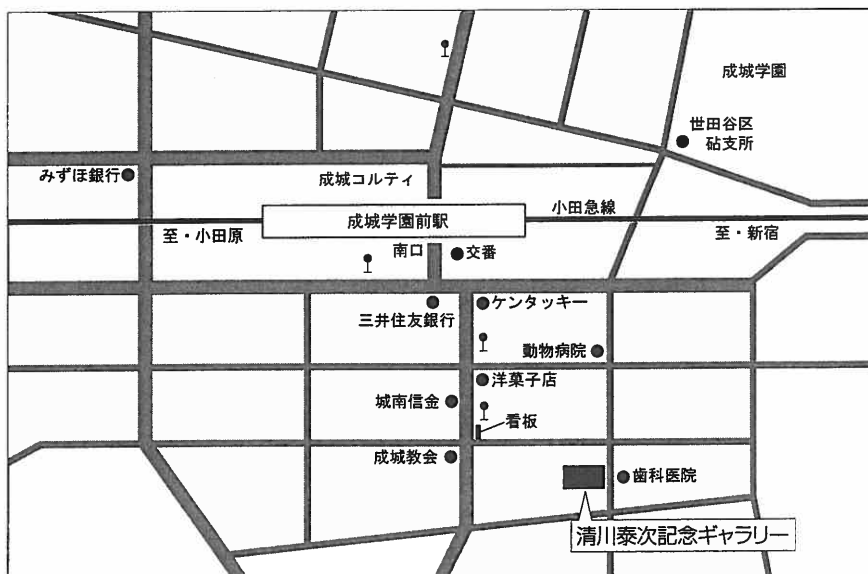 成城学園
世田谷区
砧支所
みずほ銀行
成城コルティ
小田急線
成城学園前駅
至・小田原
至・新宿
南口
交番
ケンタッキー
三井住友銀行
動物病院
洋菓子店
城南信金
看板
成城教会
歯科医院
清川泰次記念ギャラリー